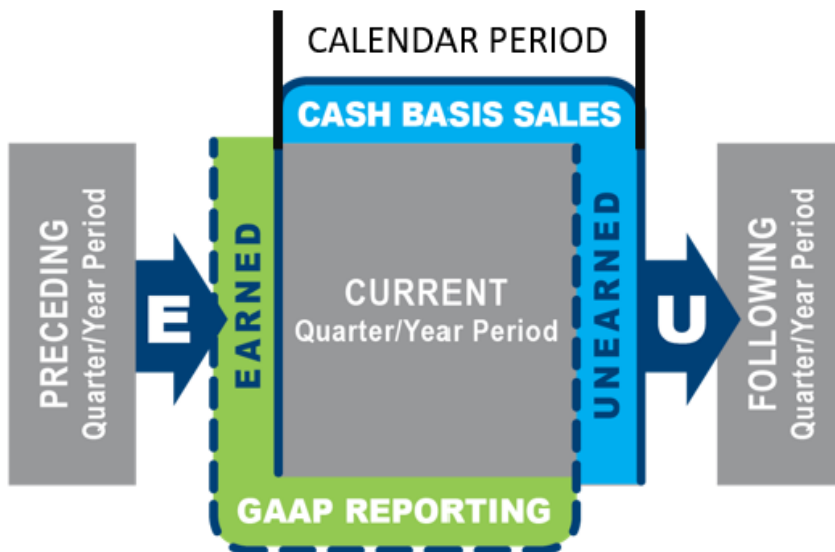 CALENDAR PERIOD
CASH BASIS SALES
PRECEDING
Quarter/Year Period
E
EARNED
CURRENT
Quarter/Year Period
UNEARNED
U
FOLLOWING
Quarter/Year Period
GAAP REPORTING